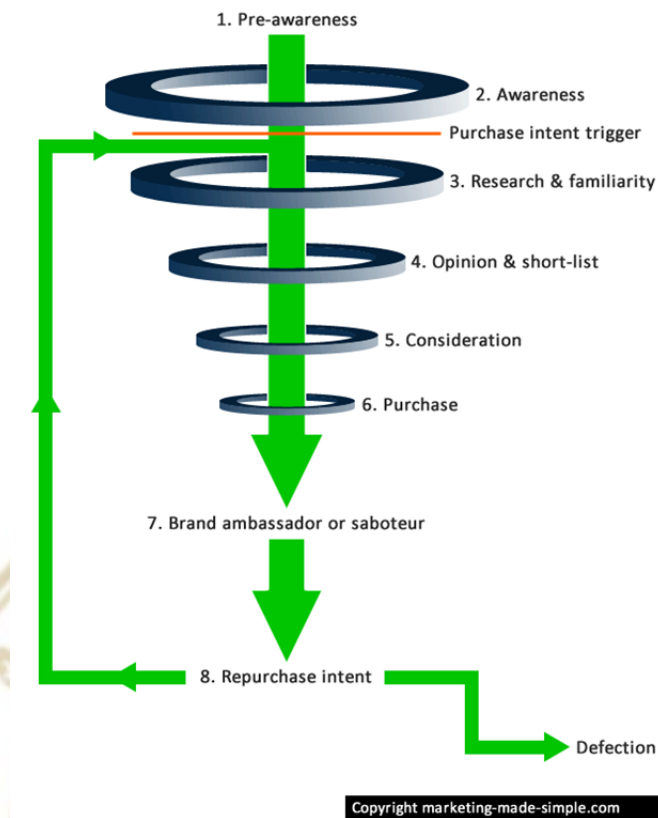 1. Pre-awareness
2. Awareness
Purchase intent trigger
3. Research & familiarity
4. Opinion & short-list
5. Consideration
6. Purchase
7. Brand ambassador or saboteur
8. Repurchase intent
Defection
Copyright marketing-made-simple.com